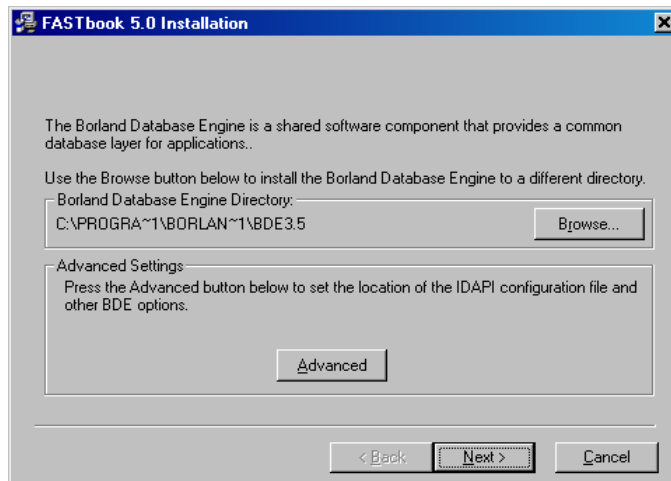 FASTbook 5.0 Installation
The Borland Database Engine is a shared software component that provides a common
database layer for applications..
Use the Browse button below to install the Borland Database Engine to a different directory.
Borland Database Engine Directory:
C:\PROGRA~1\BORLAN~1\BDE3.5
Browse...
Advanced Settings
Press the Advanced button below to set the location of the IDAPI configuration file and
other BDE options.
Advanced
< Back Next > Cancel